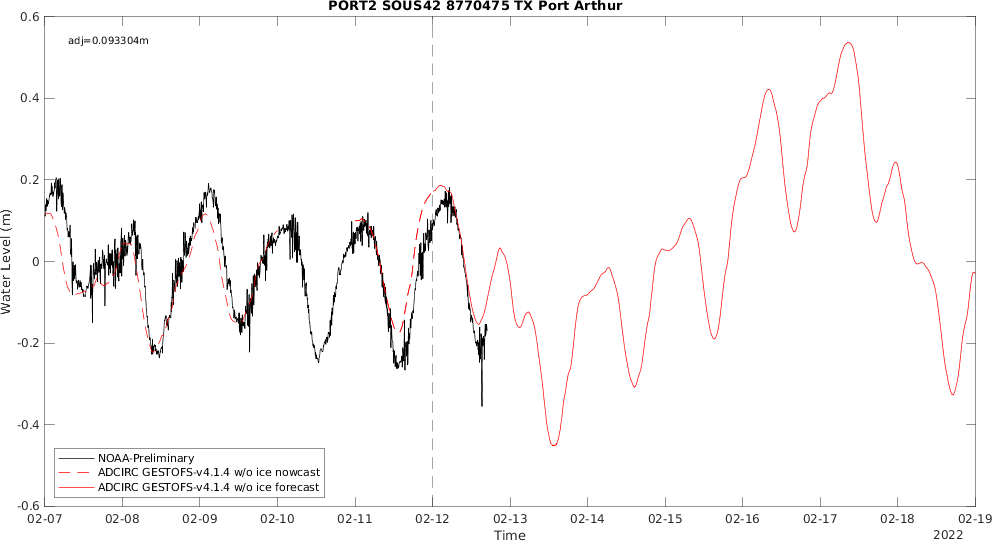 PORT2 SOUS42 8770475 TX Port Arthur
adj=0.093304m
Water Level (m)
0.6
0.4
0.2
0
-0.2
-0.4
-0.6
NOAA-Preliminary
ADCIRC GESTOFS-v4.1.4 w/o ice nowcast
ADCIRC GESTOFS-v4.1.4 w/o ice forecast
02-07 02-08 02-09 02-10 02-11 02-12 02-13 02-14 02-15 02-16 02-17 02-18 02-19
Time
2022